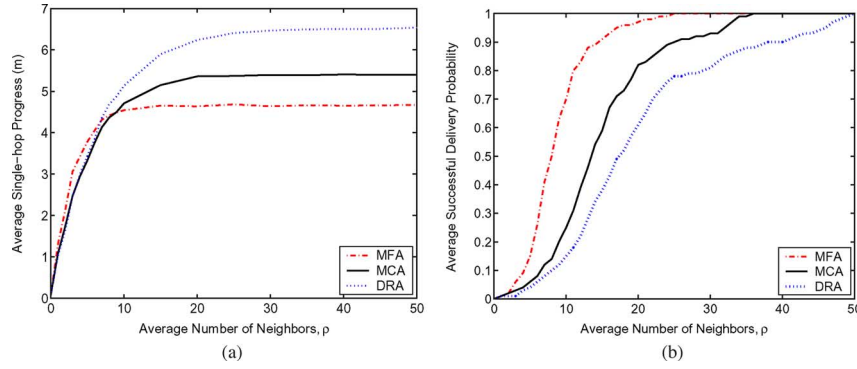 7
6
5
4
3
2
1
0
0 10 20 30 40 50
Average Single-hop Progress (m)
Average Number of Neighbors, ρ
MFA
MCA
DRA
(a)
1
0.9
0.8
0.7
0.6
0.5
0.4
0.3
0.2
0.1
0
0 10 20 30 40 50
Average Successful Delivery Probability
Average Number of Neighbors, ρ
MFA
MCA
DRA
(b)